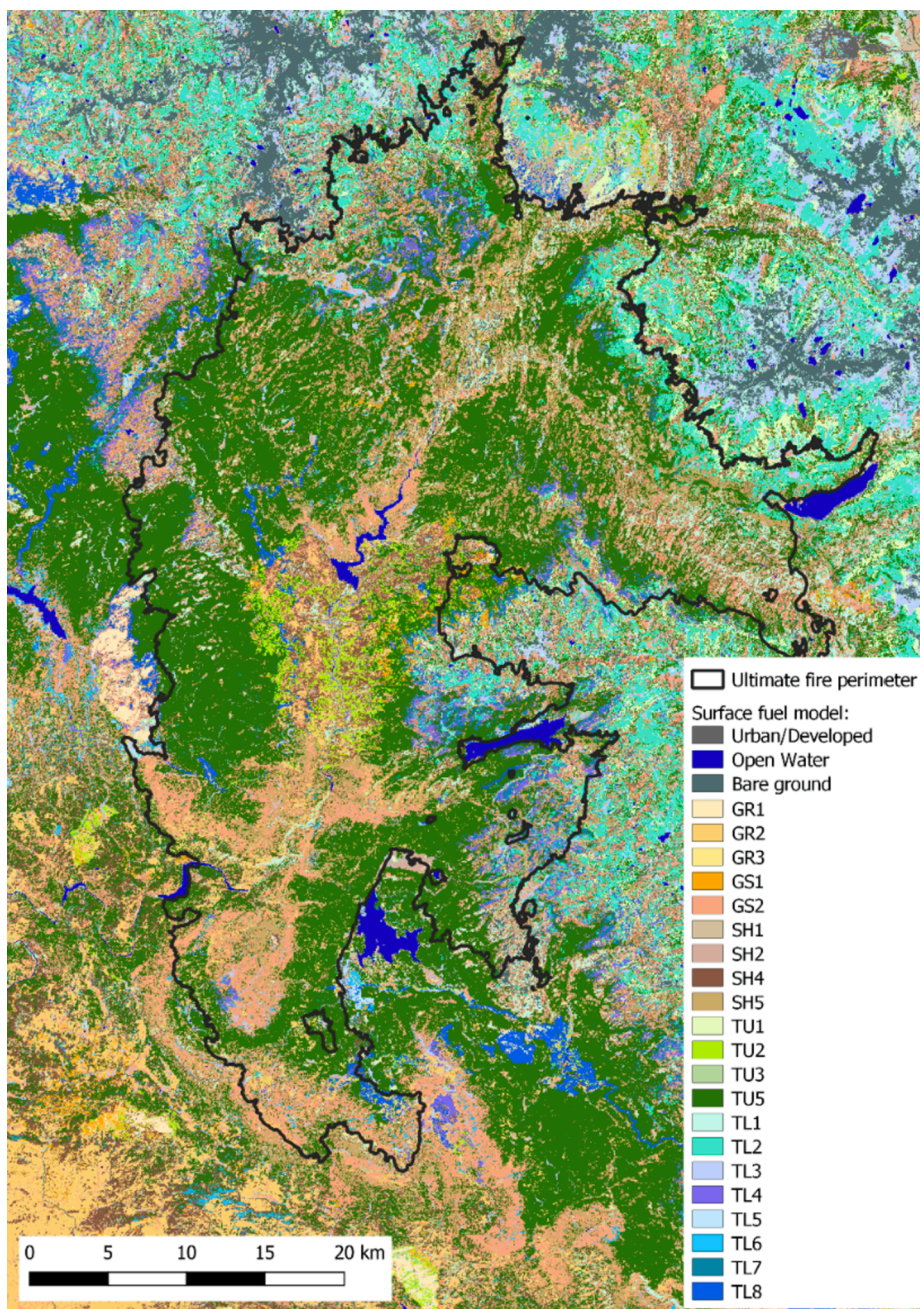 Ultimate fire perimeter
Surface fuel model:
Urban/Developed
Open Water
Bare ground
GR1
GR2
GR3
GS1
GS2
SH1
SH2
SH4
SH5
TU1
TU2
TU3
TU5
TL1
TL2
TL3
TL4
TL5
TL6
TL7
TL8
0 5 10 15 20 km